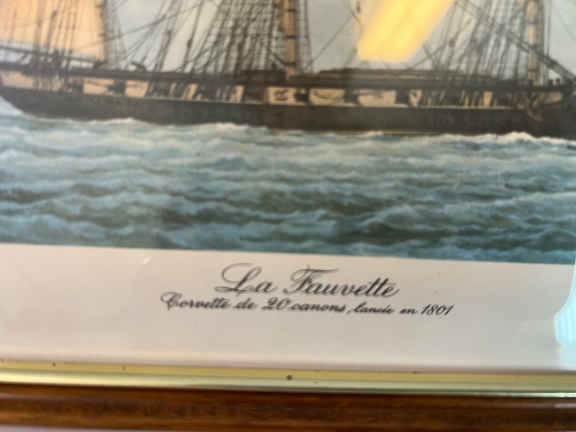 La Fauvette
Corvette de 20 canons, lancée en 1801